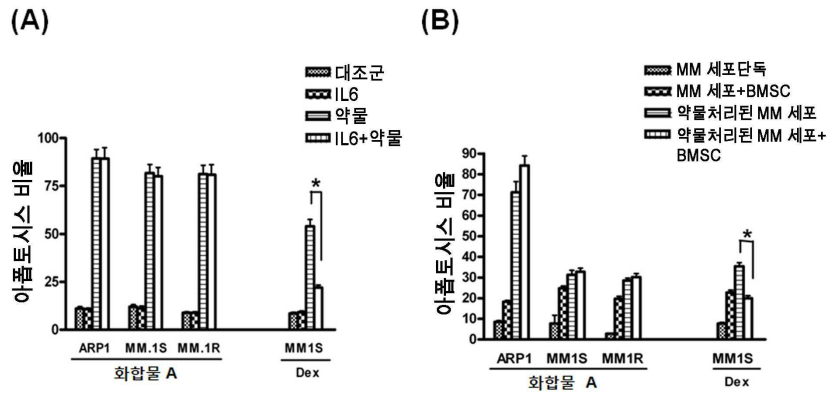 (A)
대조군
IL6
약물
IL6+약물
아폽토시스 비율
100
75
50
25
0
*
ARP1 MM.1S MM.1R MM1S
화합물 A Dex
(B)
MM 세포단독
MM 세포+BMSC
약물처리된 MM 세포
약물처리된 MM 세포+
BMSC
아폽토시스 비율
90
80
70
60
50
40
30
20
10
0
*
ARP1 MM1S MM1R MM1S
화합물 A Dex